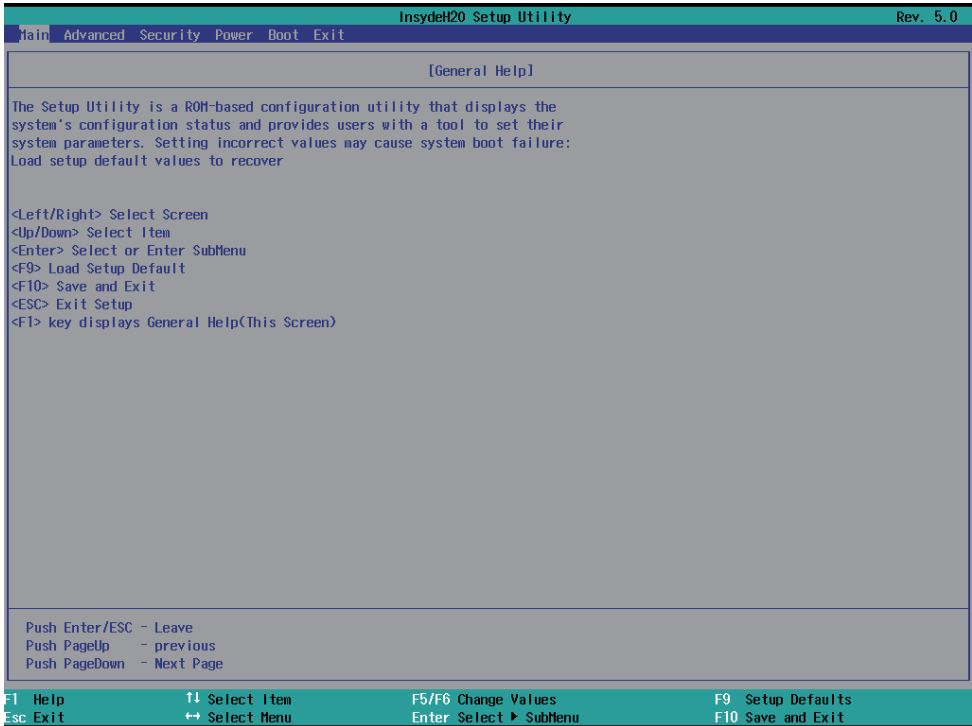 InsydeH20 Setup Utility Rev. 5.0
Main Advanced Security Power Boot Exit
[General Help]
The Setup Utility is a ROM-based configuration utility that displays the
system's configuration status and provides users with a tool to set their
system parameters. Setting incorrect values may cause system boot failure:
Load setup default values to recover
<Left/Right> Select Screen
<Up/Down> Select Item
<Enter> Select or Enter SubMenu
<F9> Load Setup Default
<F10> Save and Exit
<ESC> Exit Setup
<F1> key displays General Help(This Screen)
Push Enter/ESC - Leave
Push PageUp - previous
Push PageDown - Next Page
F1 Help ↑↓ Select Item F5/F6 Change Values F9 Setup Defaults
Esc Exit ↔ Select Menu Enter Select ▶ SubMenu F10 Save and Exit